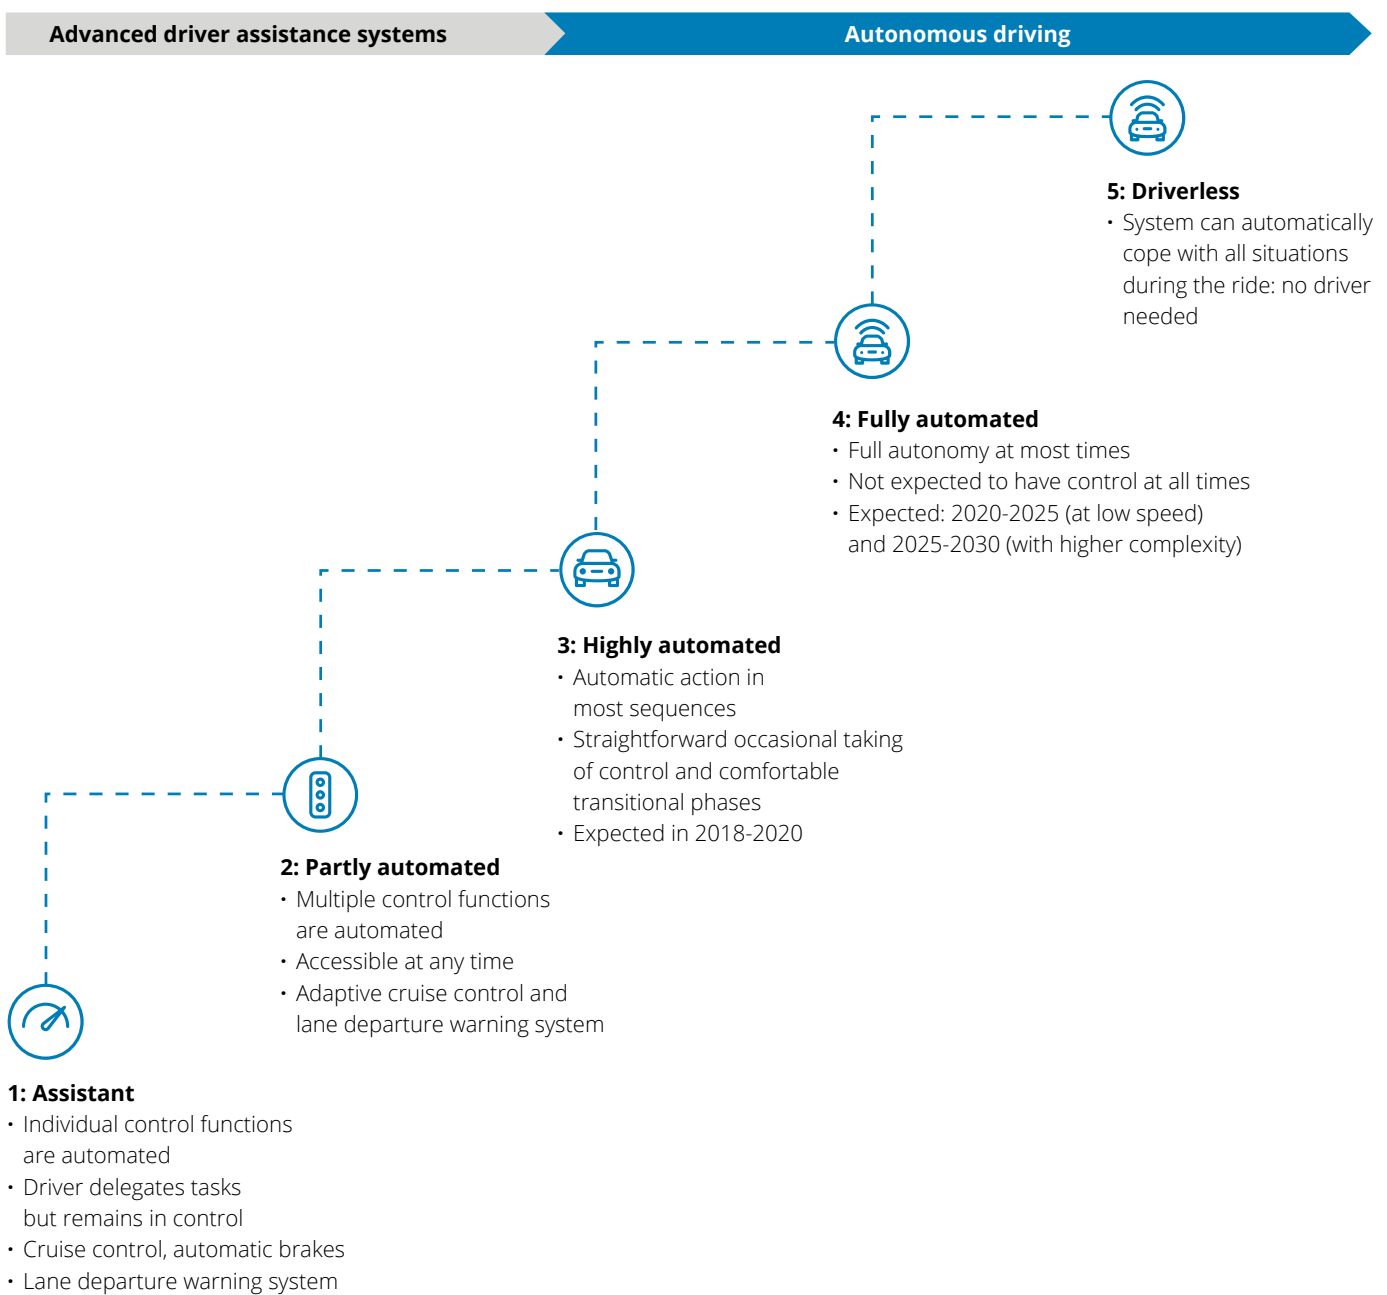 Advanced driver assistance systems
Autonomous driving
5: Driverless
• System can automatically
cope with all situations
during the ride: no driver
needed
4: Fully automated
• Full autonomy at most times
• Not expected to have control at all times
• Expected: 2020-2025 (at low speed)
and 2025-2030 (with higher complexity)
3: Highly automated
• Automatic action in
most sequences
• Straightforward occasional taking
of control and comfortable
transitional phases
• Expected in 2018-2020
2: Partly automated
• Multiple control functions
are automated
• Accessible at any time
• Adaptive cruise control and
lane departure warning system
1: Assistant
• Individual control functions
are automated
• Driver delegates tasks
but remains in control
• Cruise control, automatic brakes
• Lane departure warning system